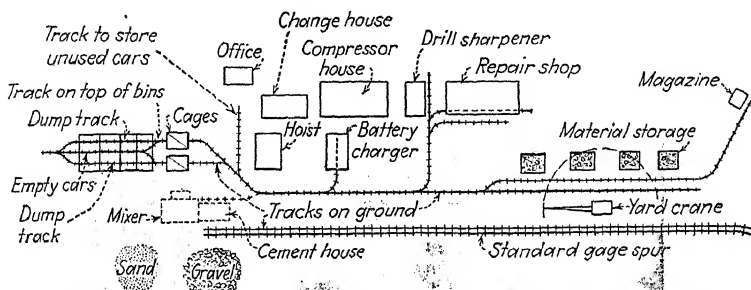 Track to store
unused cars
Office
Change house
Compressor
house
Drill sharpener
Repair shop
Magazine
Track on top of bins
Dump track
Cages
Hoist
Battery
charger
Material storage
Empty cars
Dump
track
Mixer
Tracks on ground
Yard crane
Cement house
Standard gage spur
Sand
Gravel